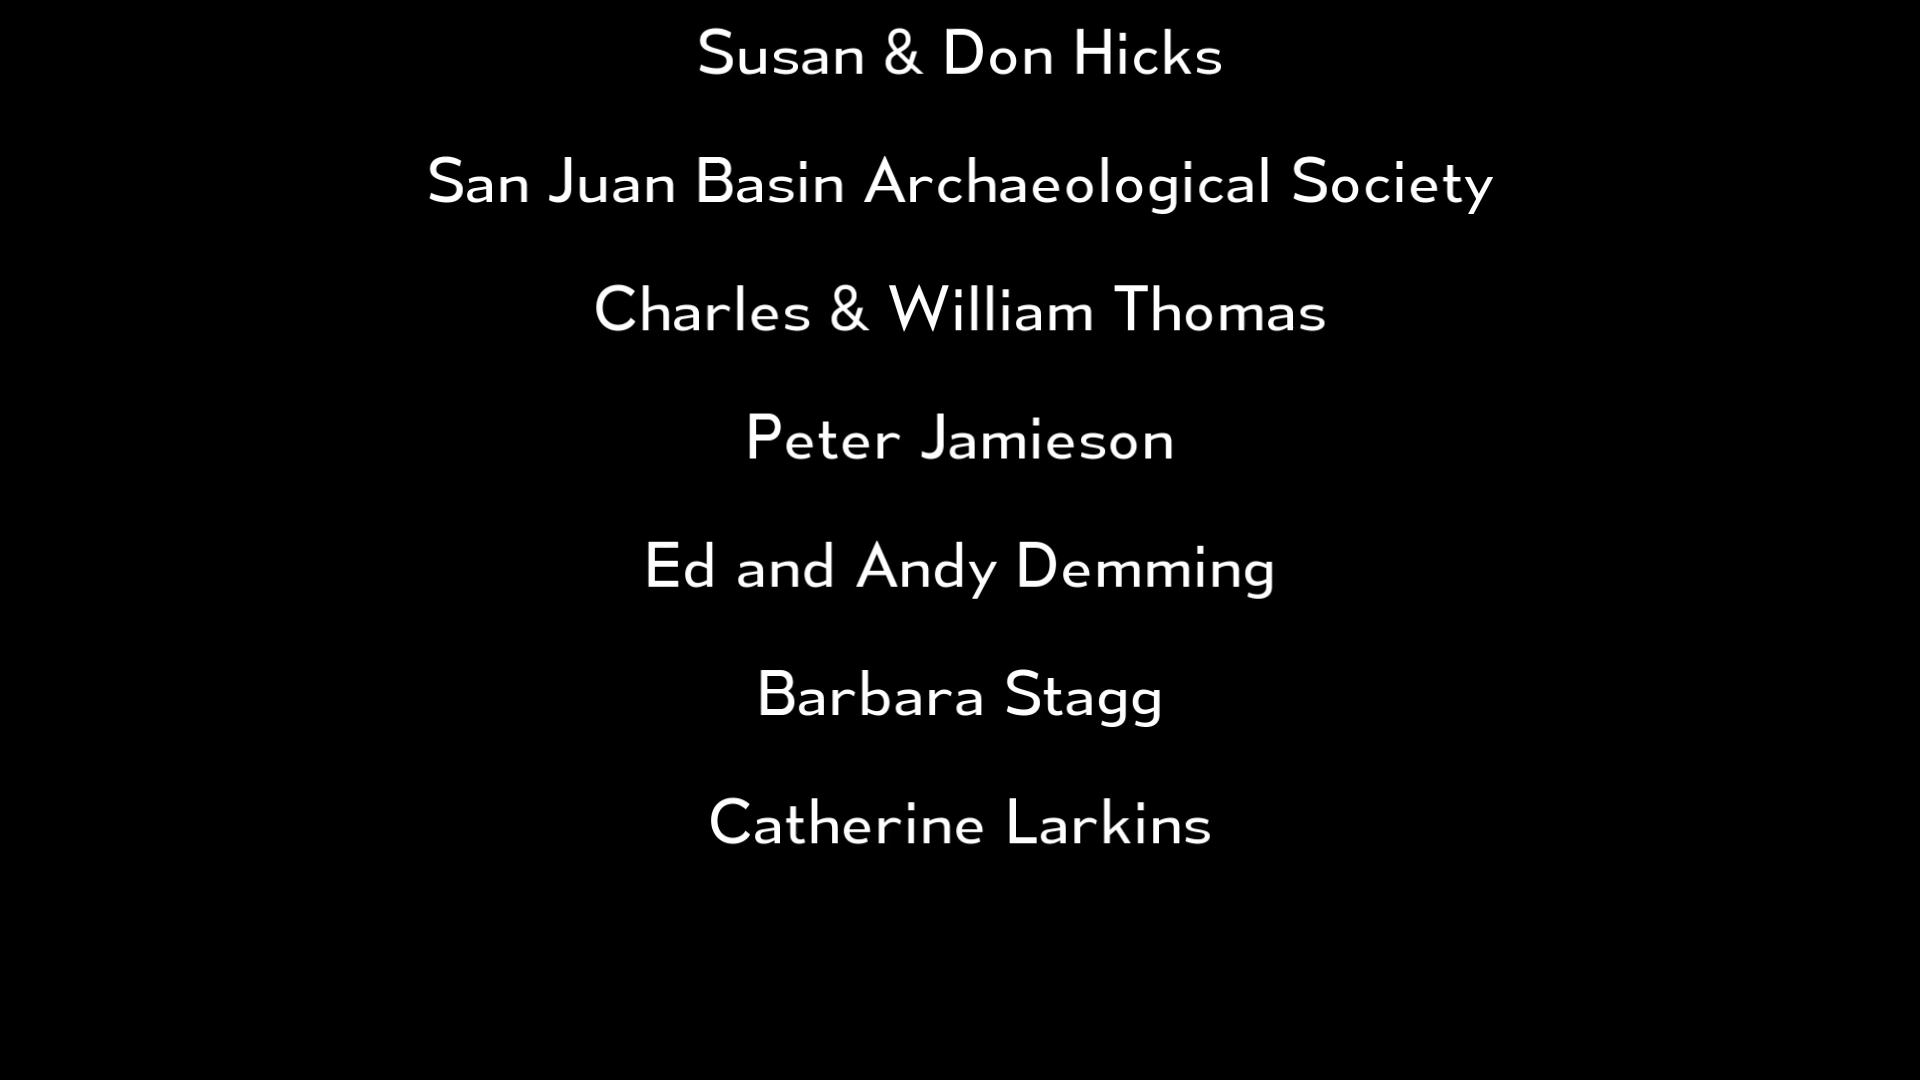 Susan & Don Hicks
San Juan Basin Archaeological Society
Charles & William Thomas
Peter Jamieson
Ed and Andy Demming
Barbara Stagg
Catherine Larkins